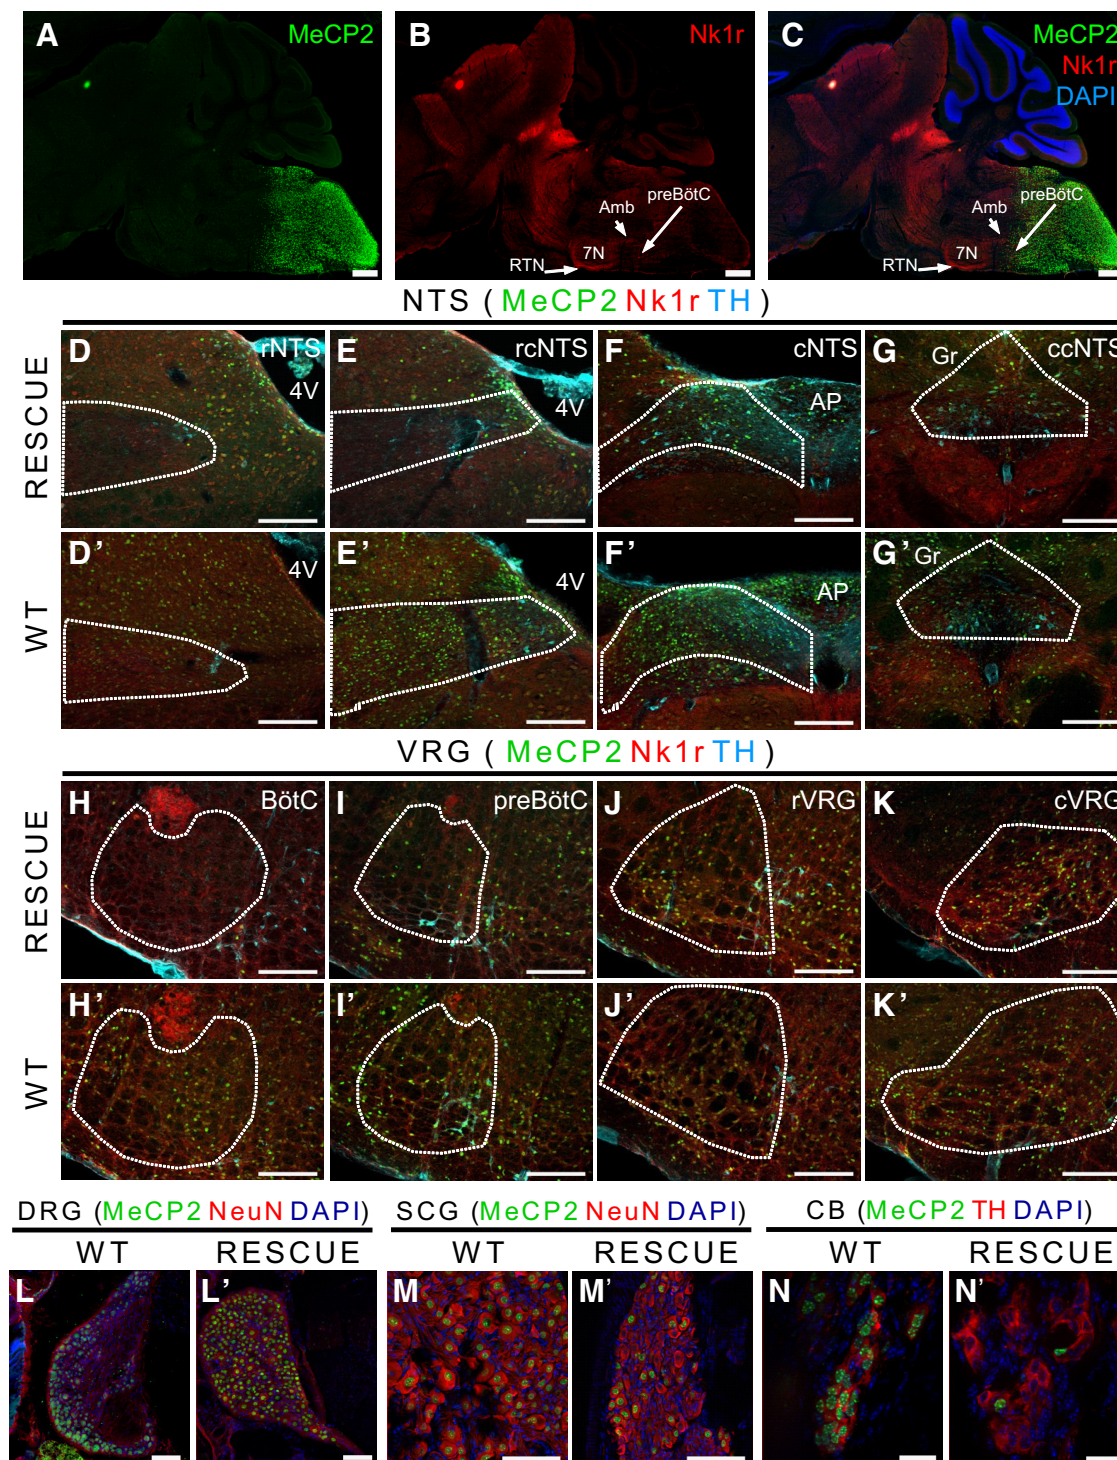 A MeCP2
B Nk1r
C MeCP2
Nk1r
DAPI
Amb preBötC
7N
RTN
Amb preBötC
7N
RTN
NTS (MeCP2 Nk1r TH)
RESCUE
D rNTS
4V
E rcNTS
4V
F cNTS
AP
G ccNTS
Gr
WT
D'
4V
E'
4V
F'
AP
G'
Gr
VRG (MeCP2 Nk1r TH)
RESCUE
H BötC
I preBötC
J rVRG
K cVRG
WT
H'
I'
J'
K'
DRG (MeCP2 NeuN DAPI)
WT RESCUE
L
L'
SCG (MeCP2 NeuN DAPI)
WT RESCUE
M
M'
CB (MeCP2 TH DAPI)
WT RESCUE
N
N'